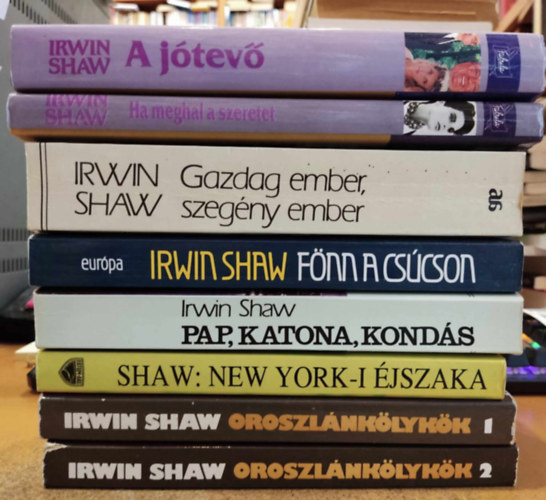 IRWIN
SHAW
A jótevő
IRWIN
SHAW
Ha meghal a szeretet
IRWIN
SHAW
Gazdag ember,
szegény ember
európa
IRWIN SHAW FÖNN A CSÚCSON
Irwin Shaw
PAP, KATONA, KONDÁS
SHAW: NEW YORK-I ÉJSZAKA
IRWIN SHAW OROSZLÁNKÖLYKÖK 1
IRWIN SHAW OROSZLÁNKÖLYKÖK 2